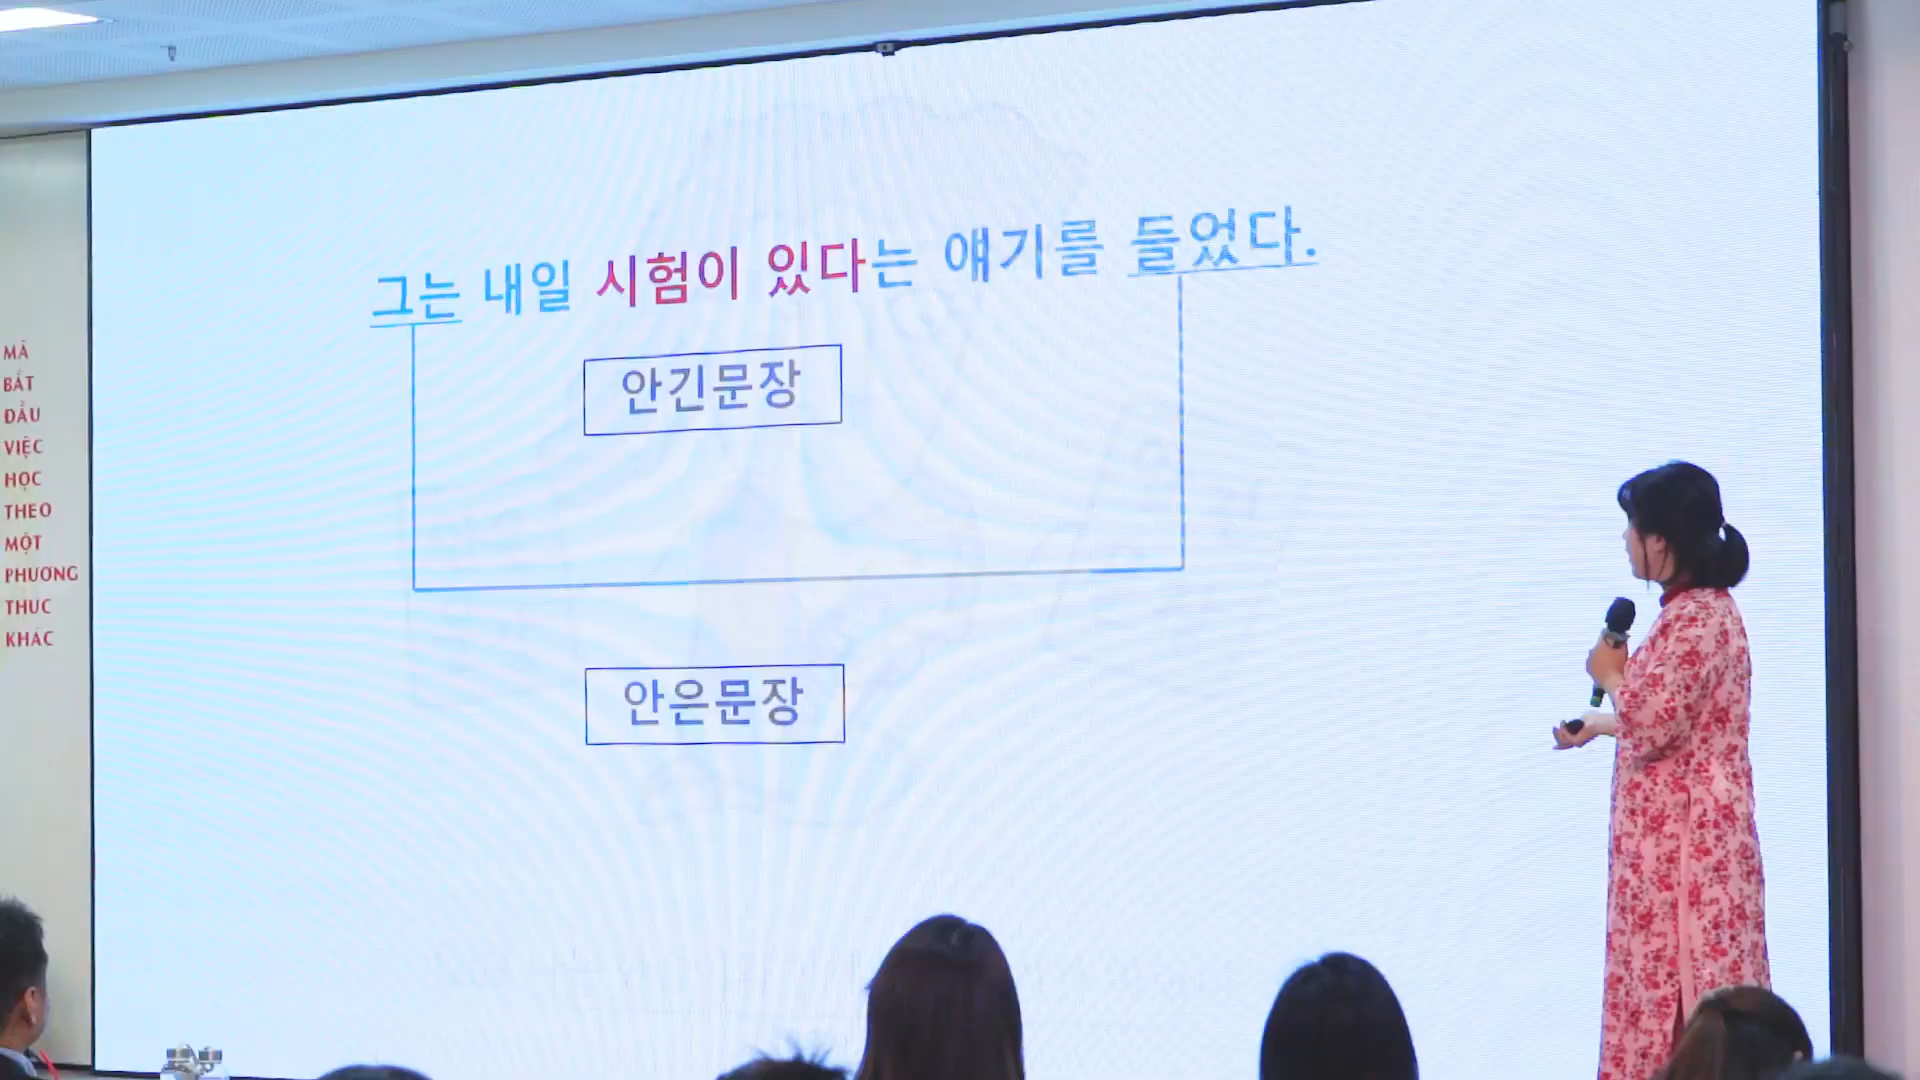 그는 내일 시험이 있다는 얘기를 들었다.
안긴문장
안은문장
MÀ
BẮT
ĐẦU
VIỆC
HỌC
THEO
MỘT
PHƯƠNG
THỨC
KHÁC